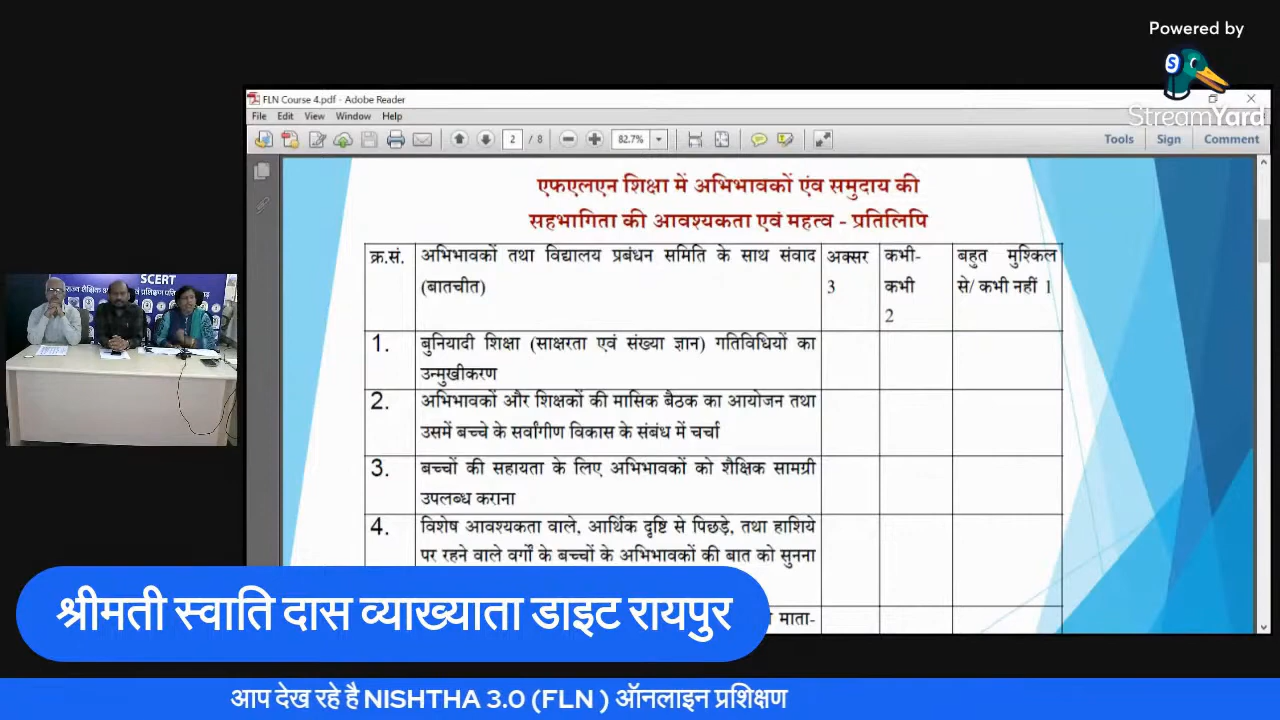 Powered by
StreamYard
FLN Course 4.pdf - Adobe Reader
File Edit View Window Help
2 / 8 82.7% Tools Sign Comment
एफएलएन शिक्षा में अभिभावकों एंव समुदाय की
सहभागिता की आवश्यकता एवं महत्व - प्रतिलिपि
क्र.सं. अभिभावकों तथा विद्यालय प्रबंधन समिति के साथ संवाद अक्सर कभी- बहुत मुश्किल
(बातचीत) 3 कभी से/ कभी नहीं 1
2
1. बुनियादी शिक्षा (साक्षरता एवं संख्या ज्ञान) गतिविधियों का
उन्मुखीकरण
2. अभिभावकों और शिक्षकों की मासिक बैठक का आयोजन तथा
उसमें बच्चे के सर्वांगीण विकास के संबंध में चर्चा
3. बच्चों की सहायता के लिए अभिभावकों को शैक्षिक सामग्री
उपलब्ध कराना
4. विशेष आवश्यकता वाले, आर्थिक दृष्टि से पिछड़े, तथा हाशिये
पर रहने वाले वर्गों के बच्चों के अभिभावकों की बात को सुनना
माता-
SCERT
श्रीमती स्वाति दास व्याख्याता डाइट रायपुर
आप देख रहे है NISHTHA 3.0 (FLN ) ऑनलाइन प्रशिक्षण